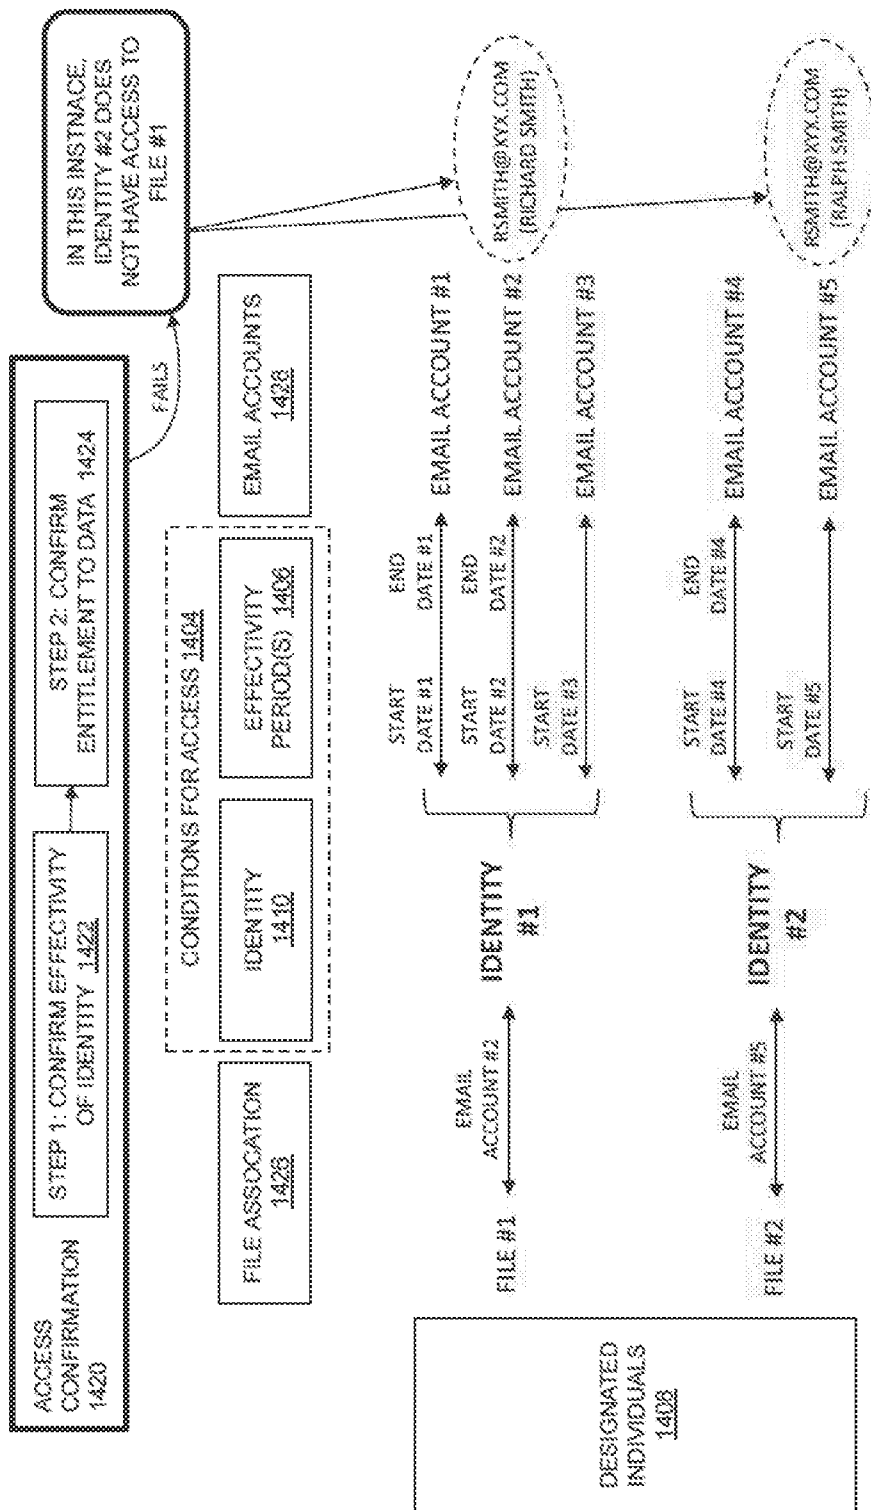 ACCESS
CONFIRMATION
1420
STEP 1: CONFIRM EFFECTIVITY
OF IDENTITY 1422
STEP 2: CONFIRM
ENTITLEMENT TO DATA 1424
FAILS
IN THIS INSTNACE,
IDENTITY #2 DOES
NOT HAVE ACCESS TO
FILE #1
CONDITIONS FOR ACCESS 1404
FILE ASSOCATION
1426
IDENTITY
1410
EFFECTIVITY
PERIOD(S) 1406
EMAIL ACCOUNTS
1428
DESIGNATED
INDIVIDUALS
1408
FILE #1
EMAIL
ACCOUNT #2
IDENTITY
#1
START
DATE #1
END
DATE #1
EMAIL ACCOUNT #1
START
DATE #2
END
DATE #2
EMAIL ACCOUNT #2
START
DATE #3
EMAIL ACCOUNT #3
RSMITH@XYX.COM
(RICHARD SMITH)
FILE #2
EMAIL
ACCOUNT #5
IDENTITY
#2
START
DATE #4
END
DATE #4
EMAIL ACCOUNT #4
START
DATE #5
EMAIL ACCOUNT #5
RSMITH@XYX.COM
(RALPH SMITH)